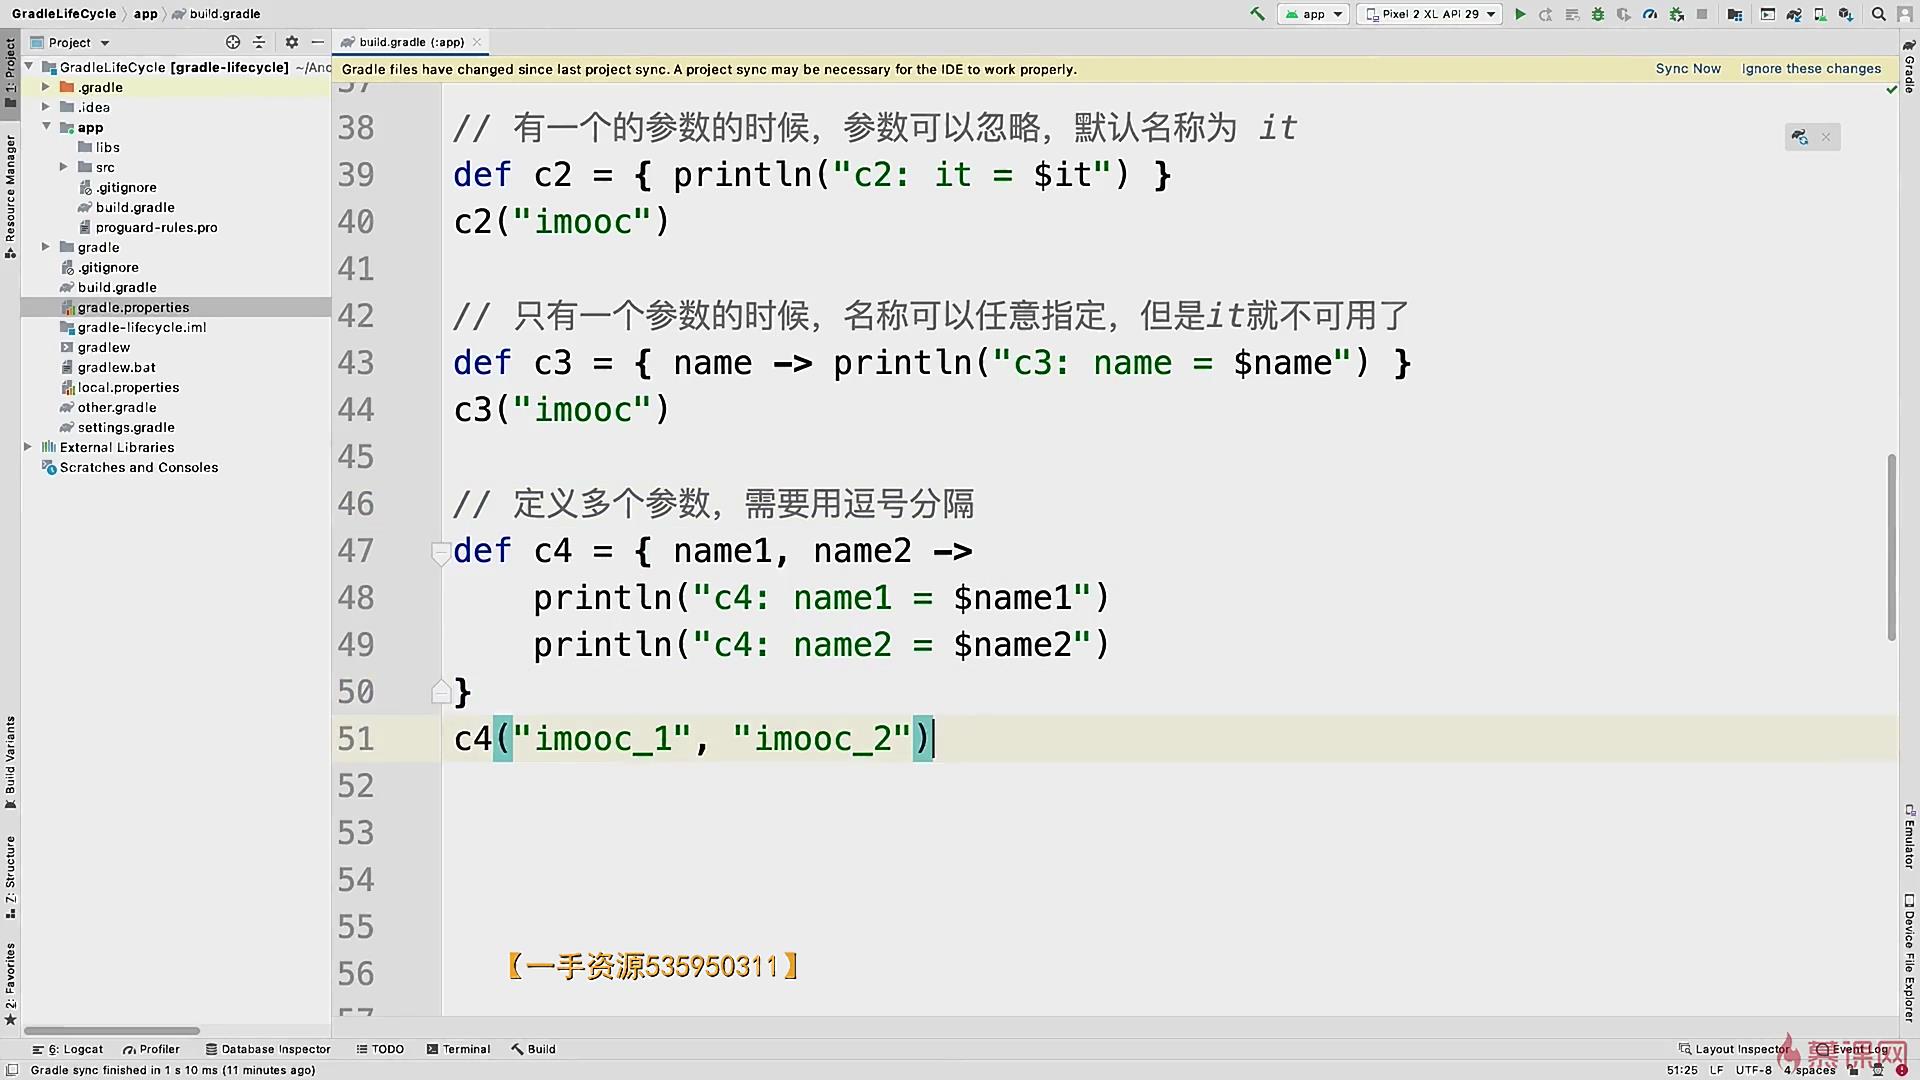 GradleLifeCycle app build.gradle
app Pixel 2 XL API 29
Project
build.gradle (:app)
GradleLifeCycle [gradle-lifecycle] ~/And
.gradle
.idea
app
libs
src
.gitignore
build.gradle
proguard-rules.pro
gradle
.gitignore
build.gradle
gradle.properties
gradle-lifecycle.iml
gradlew
gradlew.bat
local.properties
other.gradle
settings.gradle
External Libraries
Scratches and Consoles
1: Project
Resource Manager
Build Variants
Z: Structure
2: Favorites
Gradle files have changed since last project sync. A project sync may be necessary for the IDE to work properly.
Sync Now Ignore these changes
37
38 // 有一个的参数的时候，参数可以忽略，默认名称为 it
39 def c2 = { println("c2: it = $it") }
40 c2("imooc")
41
42 // 只有一个参数的时候，名称可以任意指定，但是it就不可用了
43 def c3 = { name -> println("c3: name = $name") }
44 c3("imooc")
45
46 // 定义多个参数，需要用逗号分隔
47 def c4 = { name1, name2 ->
48 println("c4: name1 = $name1")
49 println("c4: name2 = $name2")
50 }
51 c4("imooc_1", "imooc_2")
52
53
54
55
56
57
【一手资源535950311】
Gradle
Emulator
Device File Explorer
6: Logcat Profiler Database Inspector TODO Terminal Build
Layout Inspector Event Log
慕课网
Gradle sync finished in 1 s 10 ms (11 minutes ago)
51:25 LF UTF-8 4 spaces